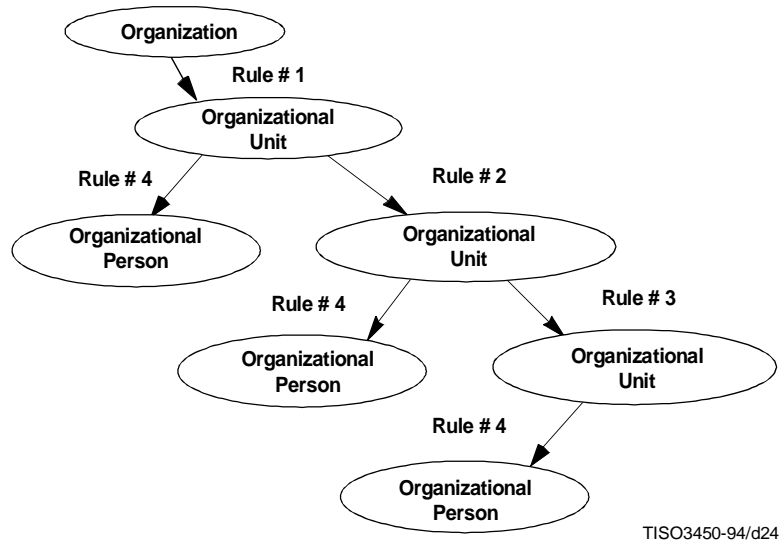 Organization
Rule # 1
Organizational
Unit
Rule # 4
Rule # 2
Organizational
Person
Organizational
Unit
Rule # 4
Rule # 3
Organizational
Person
Organizational
Unit
Rule # 4
Organizational
Person
TISO3450-94/d24